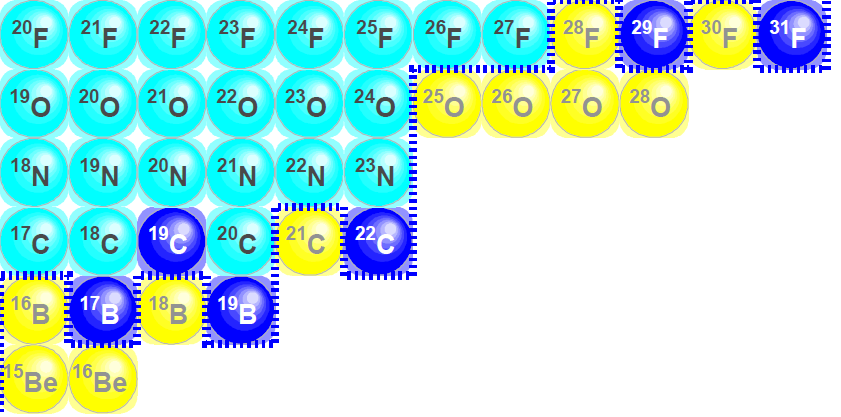 ²⁰F ²¹F ²²F ²³F ²⁴F ²⁵F ²⁶F ²⁷F ²⁸F ²⁹F ³⁰F ³¹F
¹⁹O ²⁰O ²¹O ²²O ²³O ²⁴O ²⁵O ²⁶O ²⁷O ²⁸O
¹⁸N ¹⁹N ²⁰N ²¹N ²²N ²³N
¹⁷C ¹⁸C ¹⁹C ²⁰C ²¹C ²²C
¹⁶B ¹⁷B ¹⁸B ¹⁹B
¹⁵Be ¹⁶Be